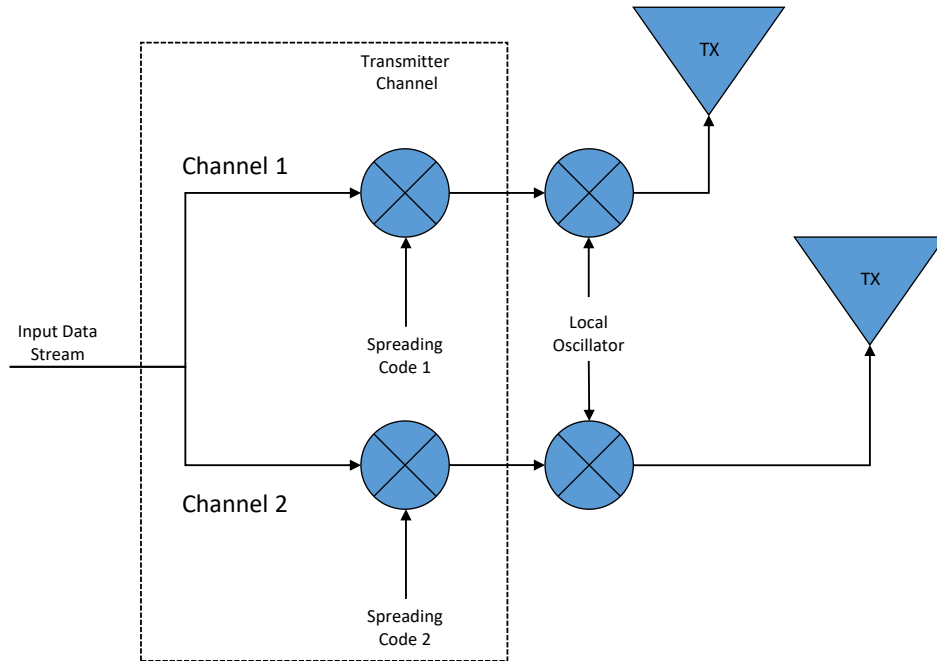 TX
Transmitter
Channel
Channel 1
TX
Input Data
Stream
Spreading
Code 1
Local
Oscillator
Channel 2
Spreading
Code 2